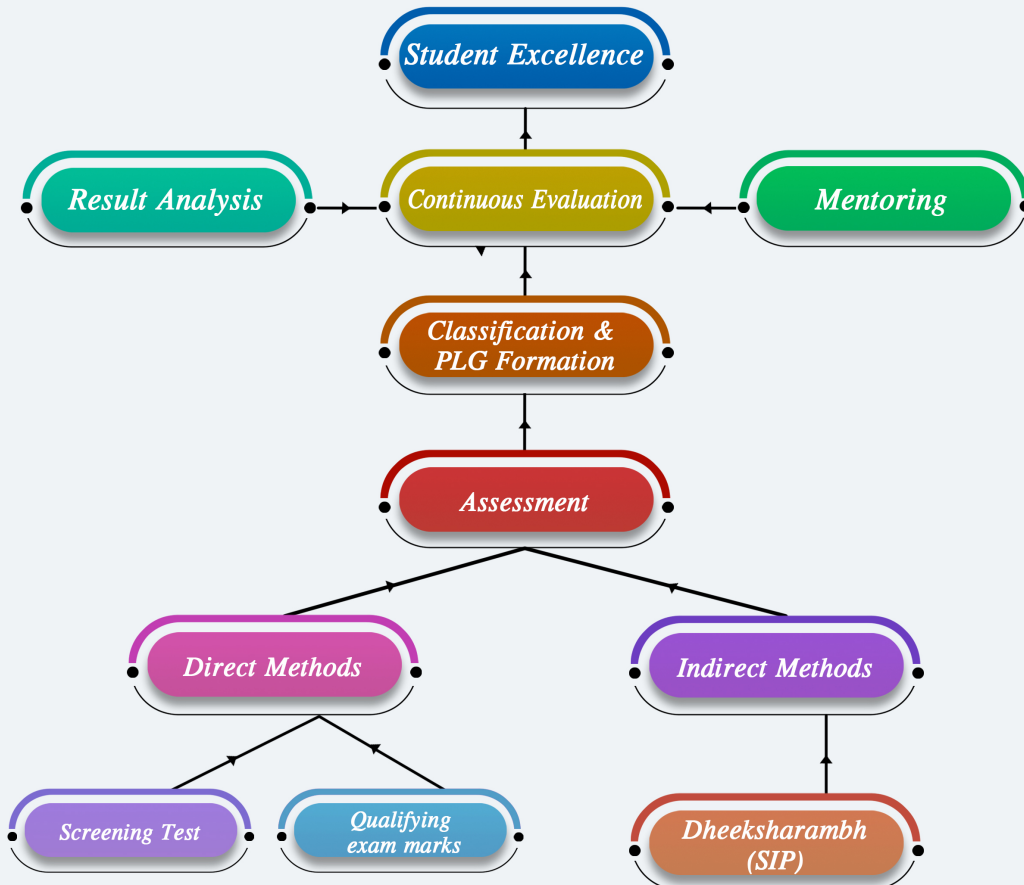 Student Excellence
Result Analysis
Continuous Evaluation
Mentoring
Classification &
PLG Formation
Assessment
Direct Methods
Indirect Methods
Screening Test
Qualifying
exam marks
Dheeksharambh
(SIP)